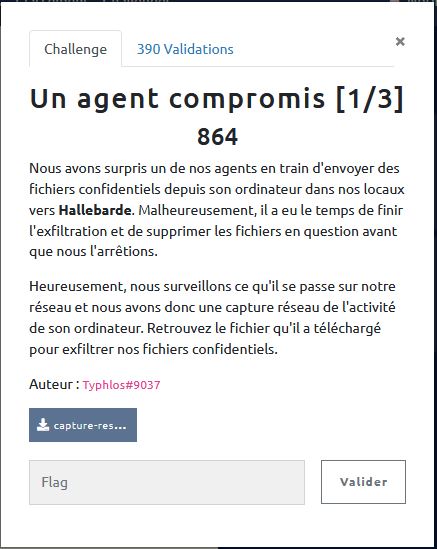 Challenge
390 Validations
×
Un agent compromis [1/3]
864
Nous avons surpris un de nos agents en train d'envoyer des
fichiers confidentiels depuis son ordinateur dans nos locaux
vers Hallebarde. Malheureusement, il a eu le temps de finir
l'exfiltration et de supprimer les fichiers en question avant
que nous l'arrêtions.
Heureusement, nous surveillons ce qu'il se passe sur notre
réseau et nous avons donc une capture réseau de l'activité
de son ordinateur. Retrouvez le fichier qu'il a téléchargé
pour exfiltrer nos fichiers confidentiels.
Auteur : Typhlos#9037
capture-res...
Flag
Valider